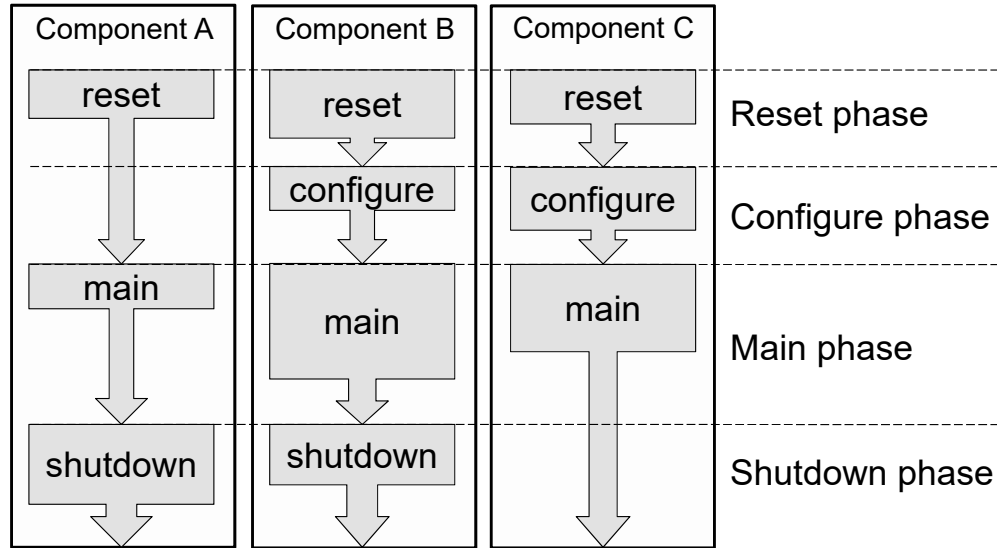 Component A
Component B
Component C
reset
reset
reset
Reset phase
configure
configure
Configure phase
main
main
main
Main phase
shutdown
shutdown
Shutdown phase